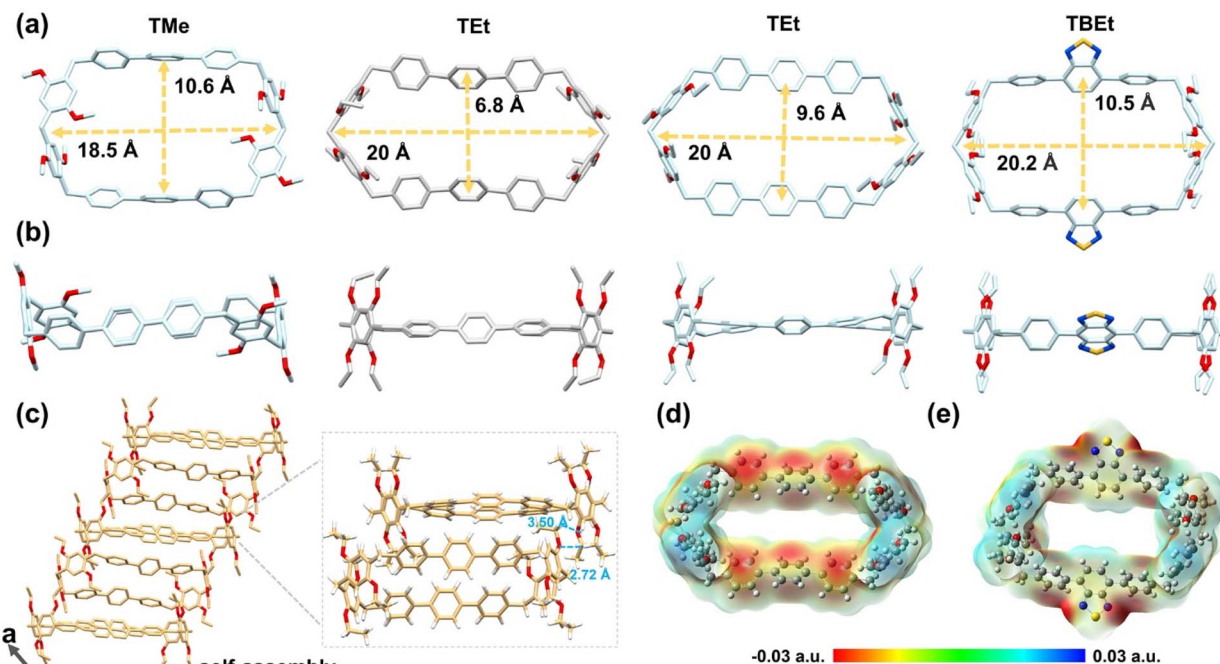 (a)
TMe
TEt
TEt
TBEt
10.6 Å
18.5 Å
6.8 Å
20 Å
9.6 Å
20 Å
10.5 Å
20.2 Å
(b)
(c)
3.50 Å
2.72 Å
(d)
(e)
a
self-assembly
-0.03 a.u.
0.03 a.u.